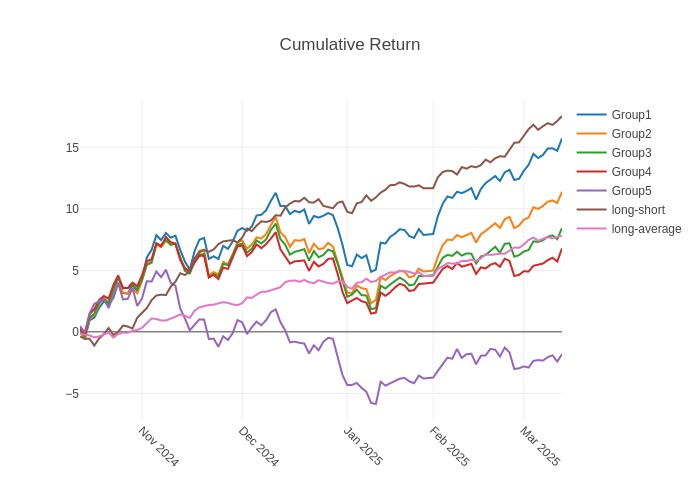 Cumulative Return
15
10
5
0
−5
Nov 2024
Dec 2024
Jan 2025
Feb 2025
Mar 2025
Group1
Group2
Group3
Group4
Group5
long-short
long-average